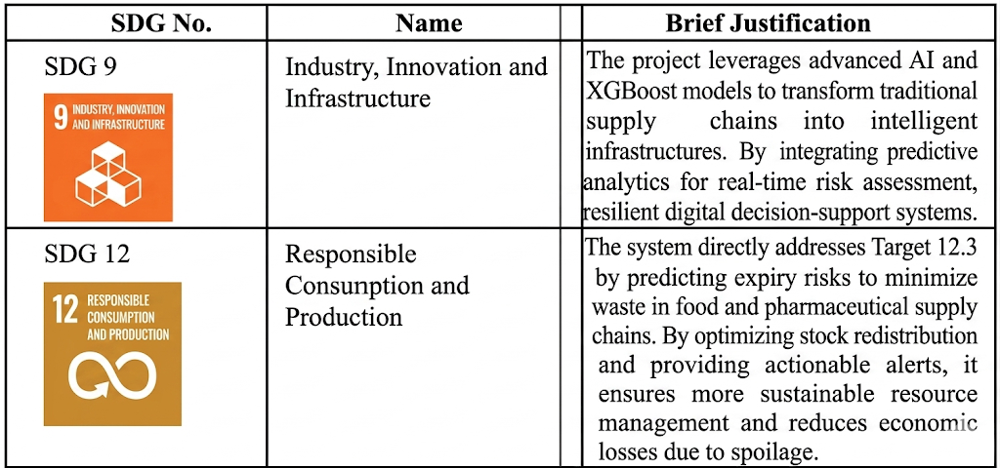 SDG No.
Name
Brief Justification
SDG 9
9 INDUSTRY, INNOVATION
AND INFRASTRUCTURE
Industry, Innovation and
Infrastructure
The project leverages advanced AI and
XGBoost models to transform traditional
supply chains into intelligent
infrastructures. By integrating predictive
analytics for real-time risk assessment,
resilient digital decision-support systems.
SDG 12
12 RESPONSIBLE
CONSUMPTION
AND PRODUCTION
Responsible
Consunption and
Production
The system directly addresses Target 12.3
by predicting expiry risks to minimize
waste in food and pharmaceutical supply
chains. By optimizing stock redistribution
and providing actionable alerts, it
ensures more sustainable resource
management and reduces economic
losses due to spoilage.